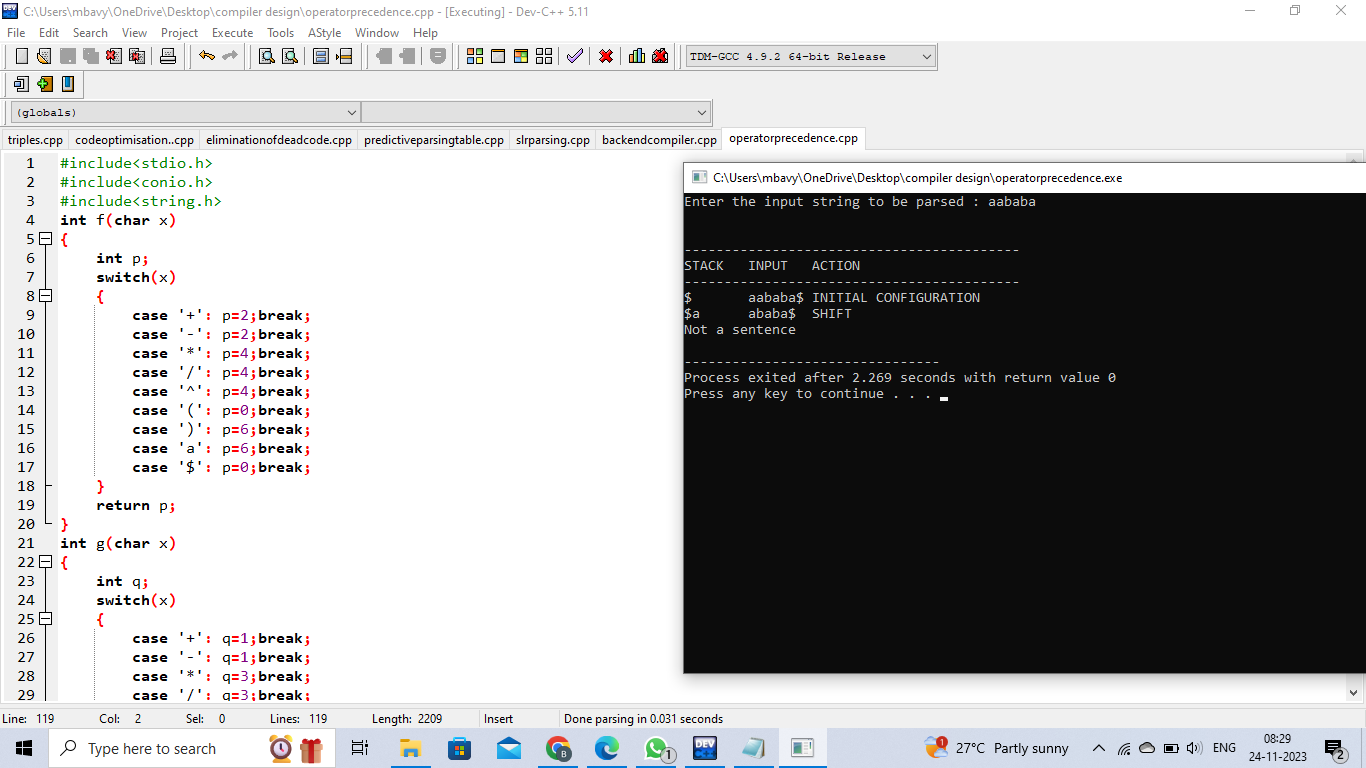 C:\Users\mbavy\OneDrive\Desktop\compiler design\operatorprecedence.cpp - [Executing] - Dev-C++ 5.11
File Edit Search View Project Execute Tools AStyle Window Help
TDM-GCC 4.9.2 64-bit Release
(globals)
triples.cpp codeoptimisation..cpp eliminationofdeadcode.cpp predictiveparsingtable.cpp slrparsing.cpp backendcompiler.cpp operatorprecedence.cpp
1 #include<stdio.h>
2 #include<conio.h>
3 #include<string.h>
4 int f(char x)
5 {
6 int p;
7 switch(x)
8 {
9 case '+': p=2;break;
10 case '-': p=2;break;
11 case '*': p=4;break;
12 case '/': p=4;break;
13 case '^': p=4;break;
14 case '(': p=0;break;
15 case ')': p=6;break;
16 case 'a': p=6;break;
17 case '$': p=0;break;
18 }
19 return p;
20 }
21 int g(char x)
22 {
23 int q;
24 switch(x)
25 {
26 case '+': q=1;break;
27 case '-': q=1;break;
28 case '*': q=3;break;
29 case '/': q=3;break;
C:\Users\mbavy\OneDrive\Desktop\compiler design\operatorprecedence.exe
Enter the input string to be parsed : aababa
------------------------------------------
STACK INPUT ACTION
------------------------------------------
$ aababa$ INITIAL CONFIGURATION
$a ababa$ SHIFT
Not a sentence
--------------------------------
Process exited after 2.269 seconds with return value 0
Press any key to continue . . .
Line: 119 Col: 2 Sel: 0 Lines: 119 Length: 2209 Insert Done parsing in 0.031 seconds
Type here to search
B
1
DEV
1
27°C Partly sunny
ENG
08:29
24-11-2023
2